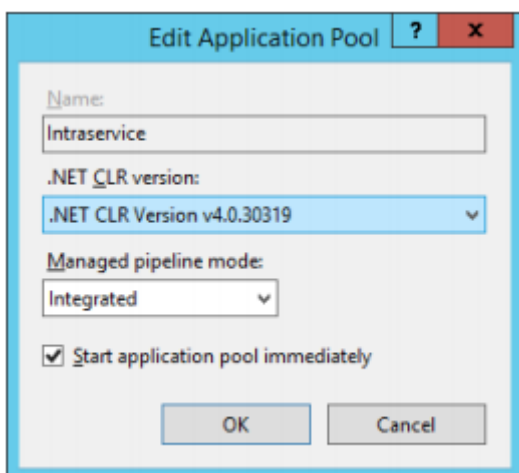 Edit Application Pool ? x
Name:
Intraservice
.NET CLR version:
.NET CLR Version v4.0.30319
Managed pipeline mode:
Integrated
Start application pool immediately
OK Cancel